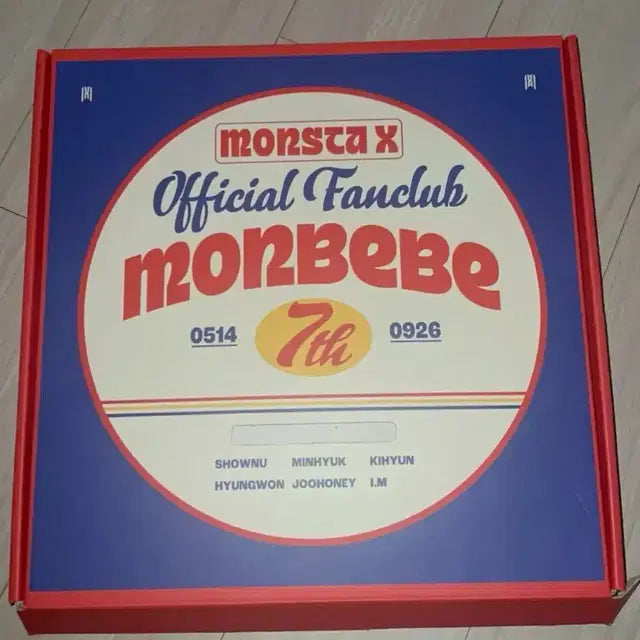 MONSTA X
Official Fanclub
MONBEBE
0514 7th 0926
SHOWNU MINHYUK KIHYUN
HYUNGWON JOOHONEY I.M